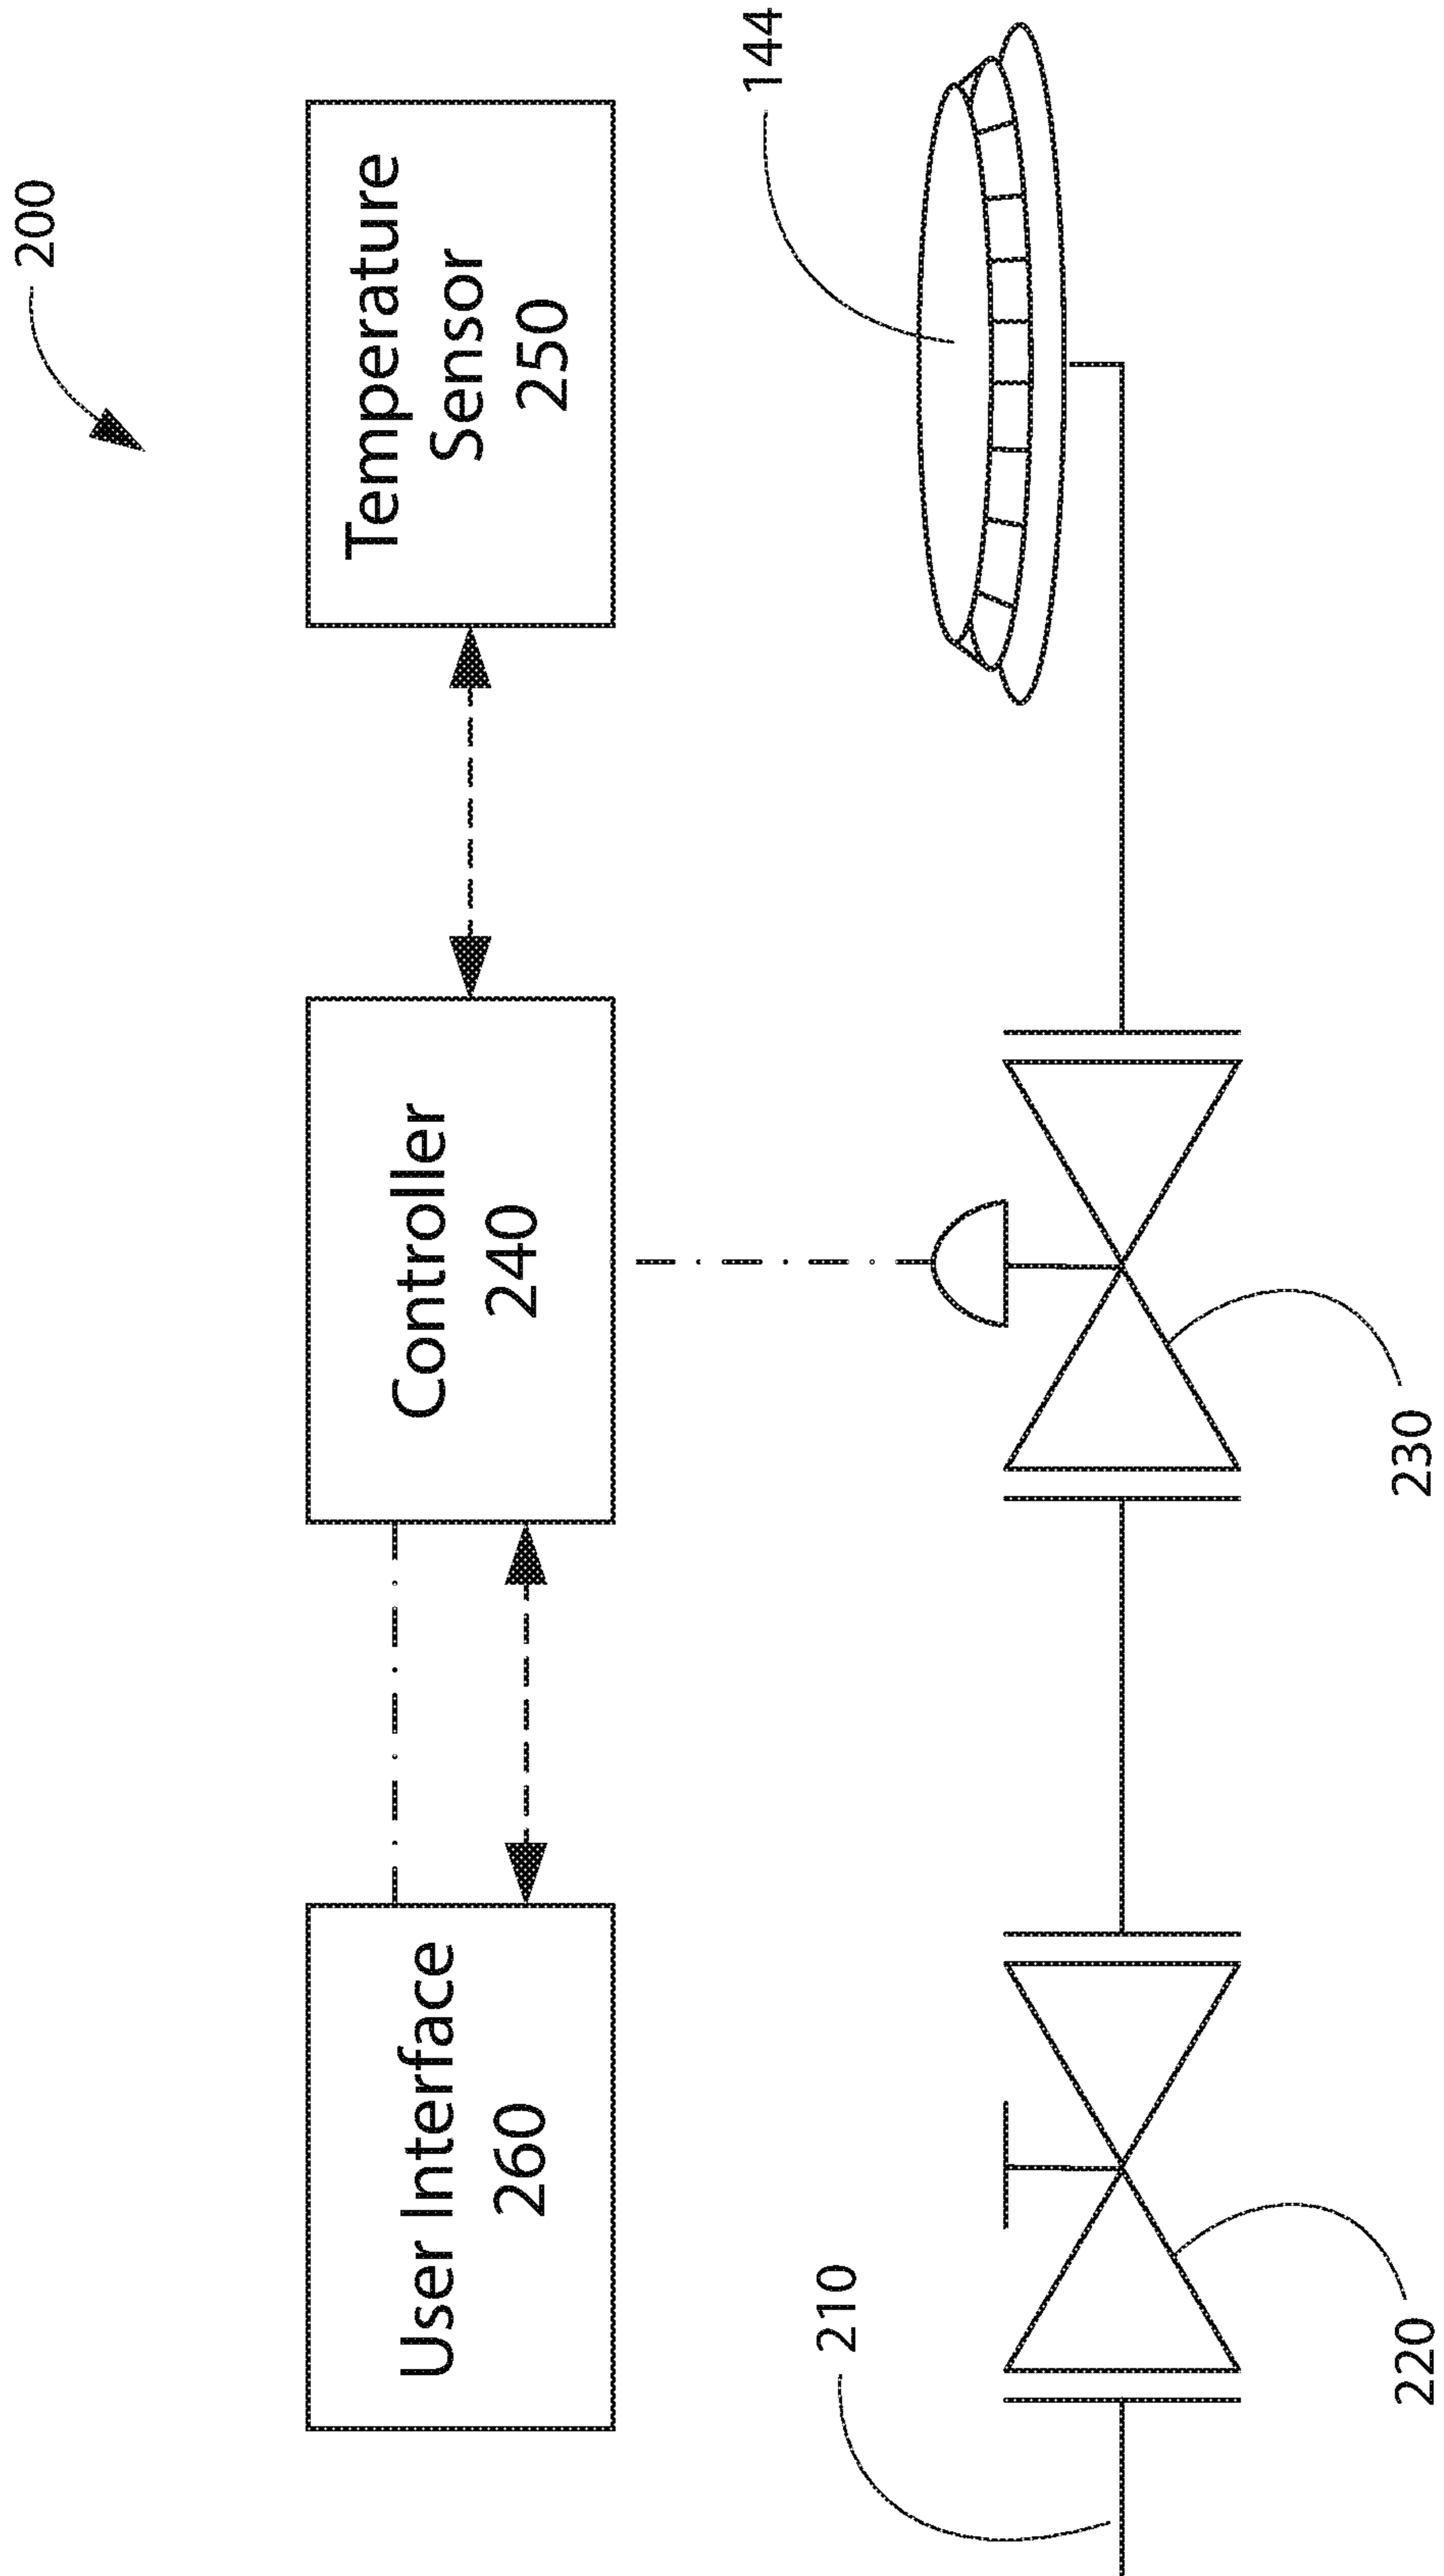 200
User Interface
260
Controller
240
Temperature
Sensor
250
210
220
230
144